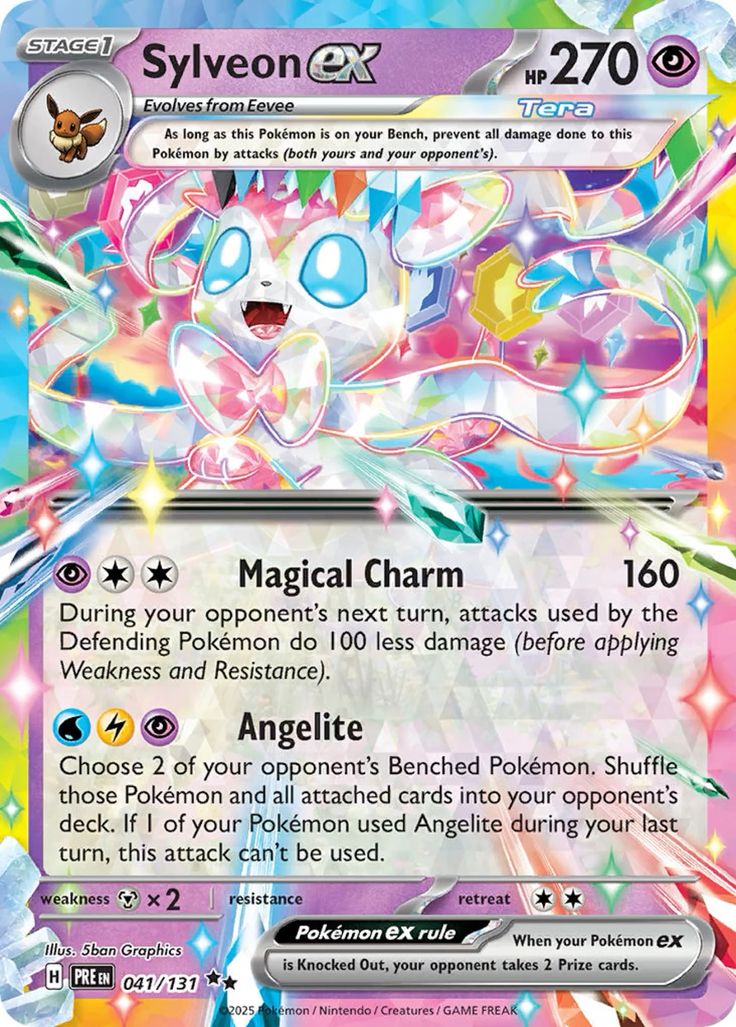 STAGE1
Sylveon ex
HP 270
Evolves from Eevee
Tera
As long as this Pokémon is on your Bench, prevent all damage done to this
Pokémon by attacks (both yours and your opponent's).
Magical Charm 160
During your opponent's next turn, attacks used by the
Defending Pokémon do 100 less damage (before applying
Weakness and Resistance).
Angelite
Choose 2 of your opponent's Benched Pokémon. Shuffle
those Pokémon and all attached cards into your opponent's
deck. If 1 of your Pokémon used Angelite during your last
turn, this attack can't be used.
weakness ×2 resistance retreat
Pokémon ex rule
When your Pokémon ex
is Knocked Out, your opponent takes 2 Prize cards.
Illus. 5ban Graphics
H PRE EN 041/131
©2025 Pokémon / Nintendo / Creatures / GAME FREAK